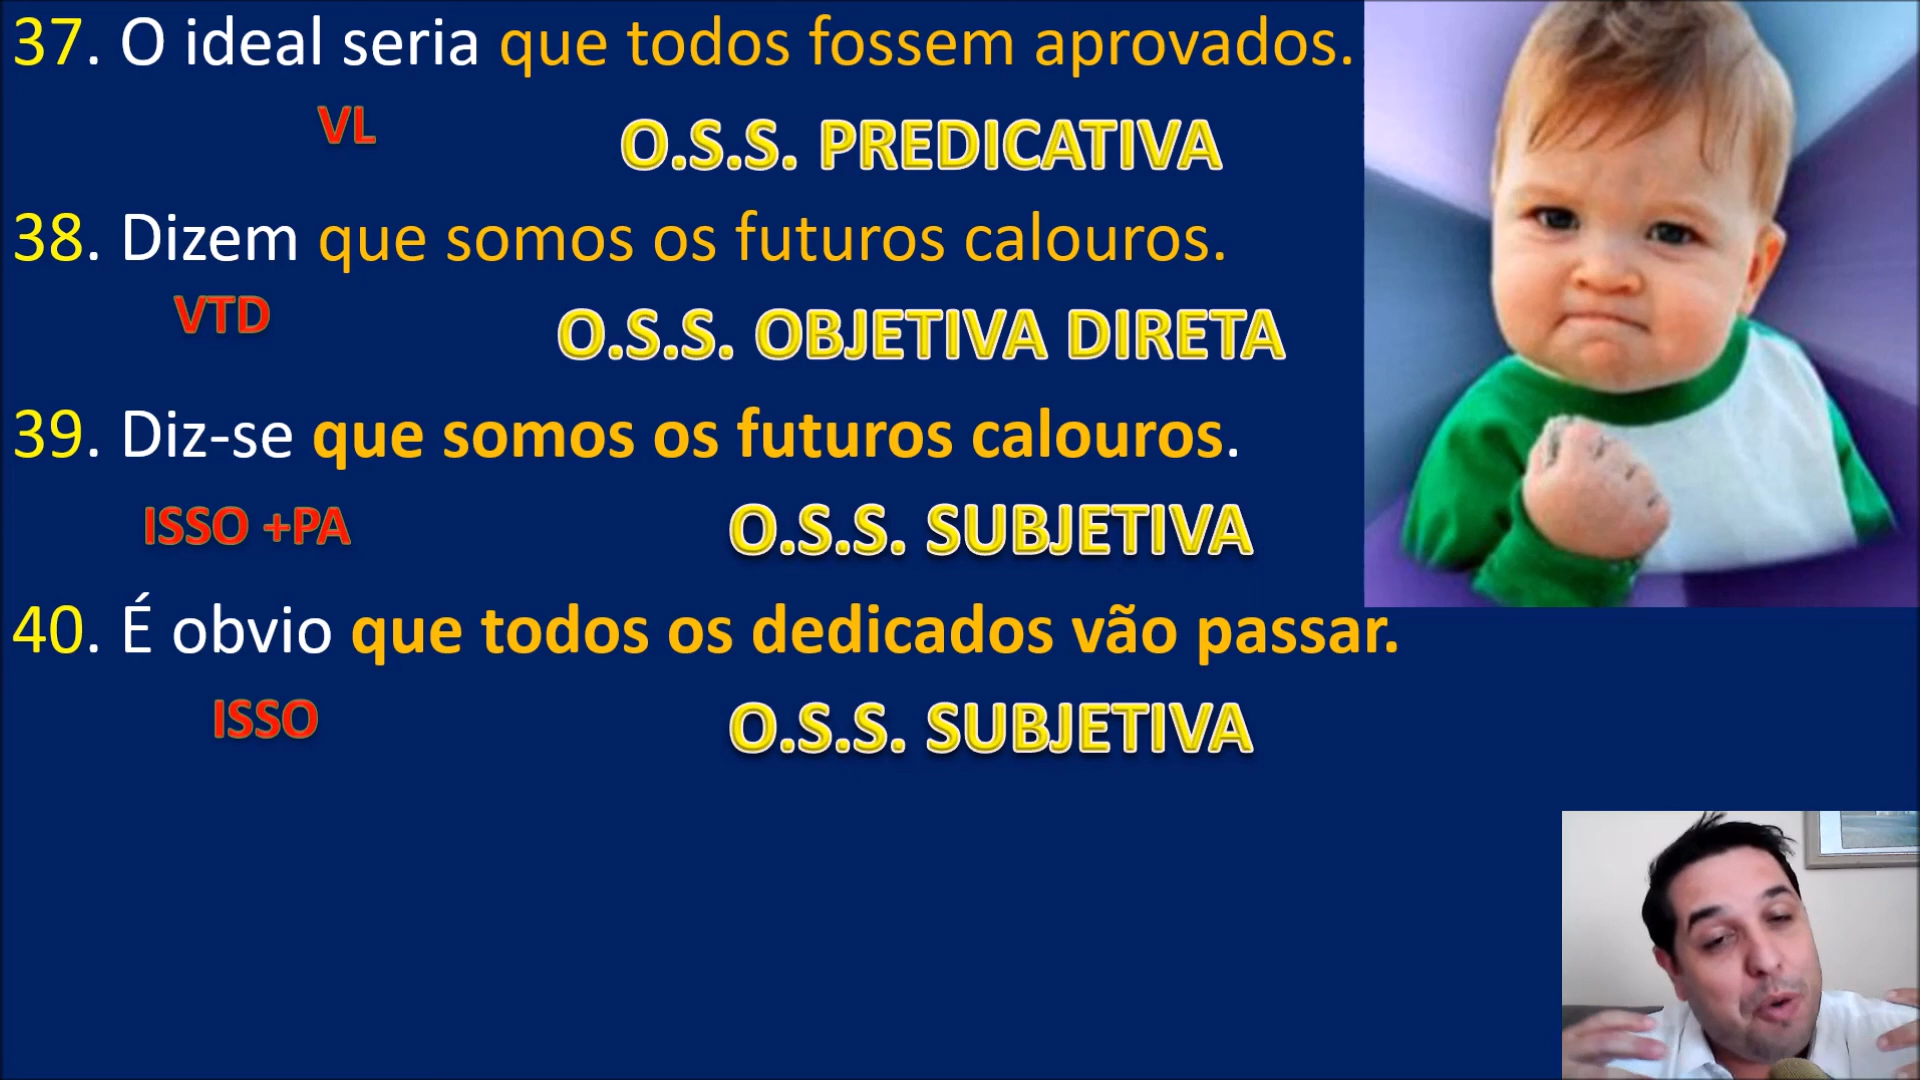 37. O ideal seria que todos fossem aprovados.
VL
O.S.S. PREDICATIVA
38. Dizem que somos os futuros calouros.
VTD
O.S.S. OBJETIVA DIRETA
39. Diz-se que somos os futuros calouros.
ISSO +PA
O.S.S. SUBJETIVA
40. É obvio que todos os dedicados vão passar.
ISSO
O.S.S. SUBJETIVA